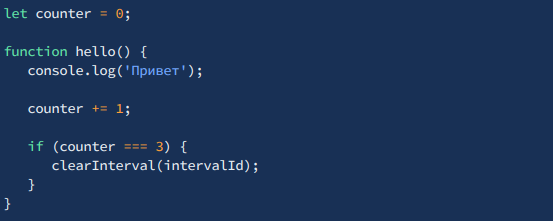 let counter = 0;
function hello() {
console.log('Привет');
counter += 1;
if (counter === 3) {
clearInterval(intervalId);
}
}